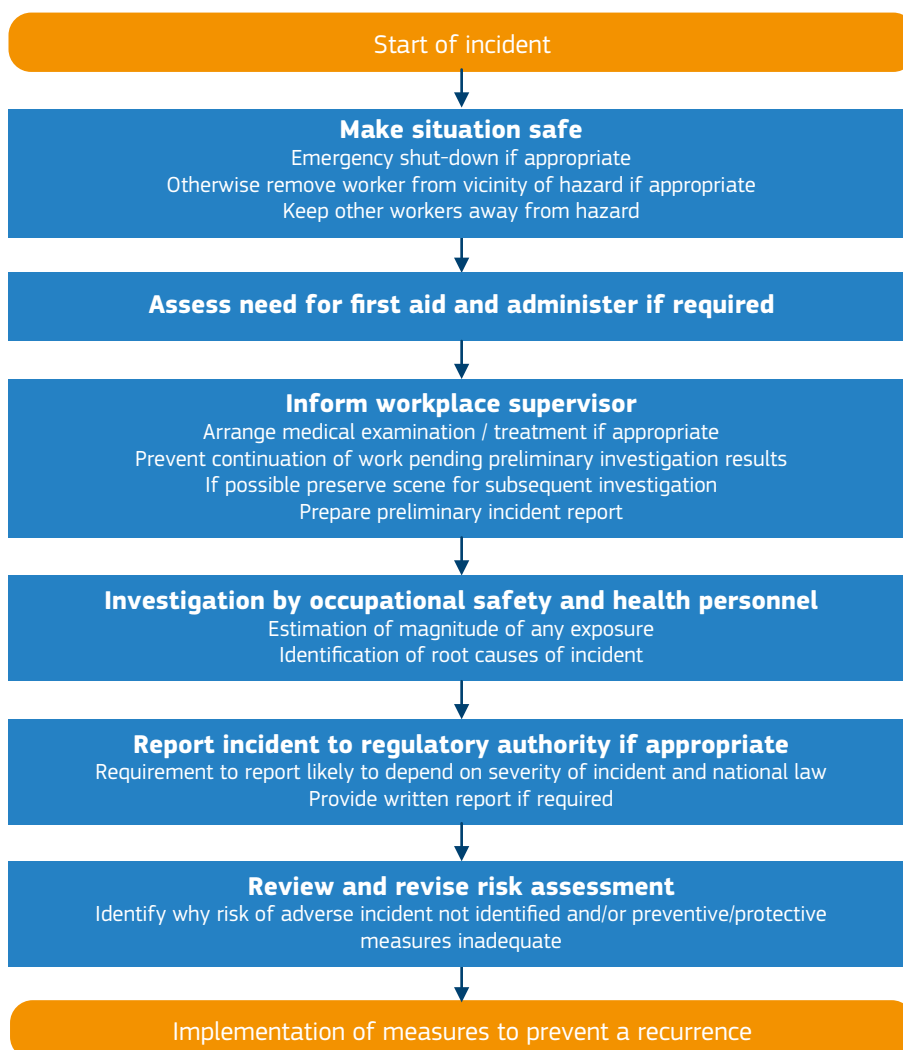 Start of incident
Make situation safe
Emergency shut-down if appropriate
Otherwise remove worker from vicinity of hazard if appropriate
Keep other workers away from hazard
Assess need for first aid and administer if required
Inform workplace supervisor
Arrange medical examination / treatment if appropriate
Prevent continuation of work pending preliminary investigation results
If possible preserve scene for subsequent investigation
Prepare preliminary incident report
Investigation by occupational safety and health personnel
Estimation of magnitude of any exposure
Identification of root causes of incident
Report incident to regulatory authority if appropriate
Requirement to report likely to depend on severity of incident and national law
Provide written report if required
Review and revise risk assessment
Identify why risk of adverse incident not identified and/or preventive/protective
measures inadequate
Implementation of measures to prevent a recurrence